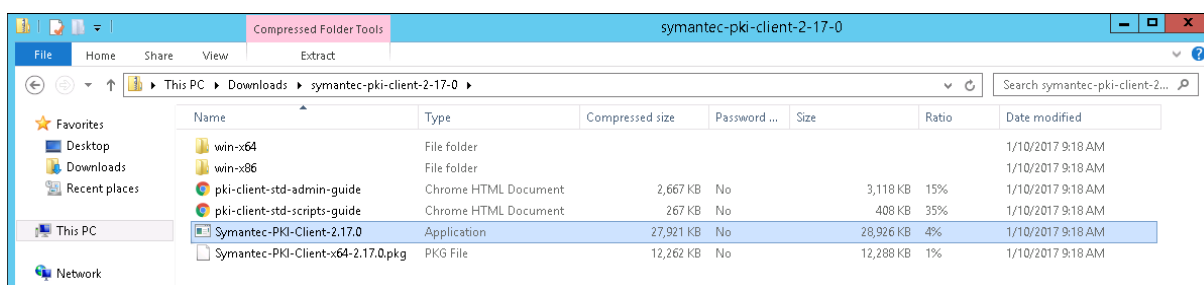 Compressed Folder Tools symantec-pki-client-2-17-0
File Home Share View Extract
This PC Downloads symantec-pki-client-2-17-0 Search symantec-pki-client-2...
Favorites
Desktop
Downloads
Recent places
This PC
Network
Name Type Compressed size Password ... Size Ratio Date modified
win-x64 File folder 1/10/2017 9:18 AM
win-x86 File folder 1/10/2017 9:18 AM
pki-client-std-admin-guide Chrome HTML Document 2,667 KB No 3,118 KB 15% 1/10/2017 9:18 AM
pki-client-std-scripts-guide Chrome HTML Document 267 KB No 408 KB 35% 1/10/2017 9:18 AM
Symantec-PKI-Client-2.17.0 Application 27,921 KB No 28,926 KB 4% 1/10/2017 9:18 AM
Symantec-PKI-Client-x64-2.17.0.pkg PKG File 12,262 KB No 12,288 KB 1% 1/10/2017 9:18 AM